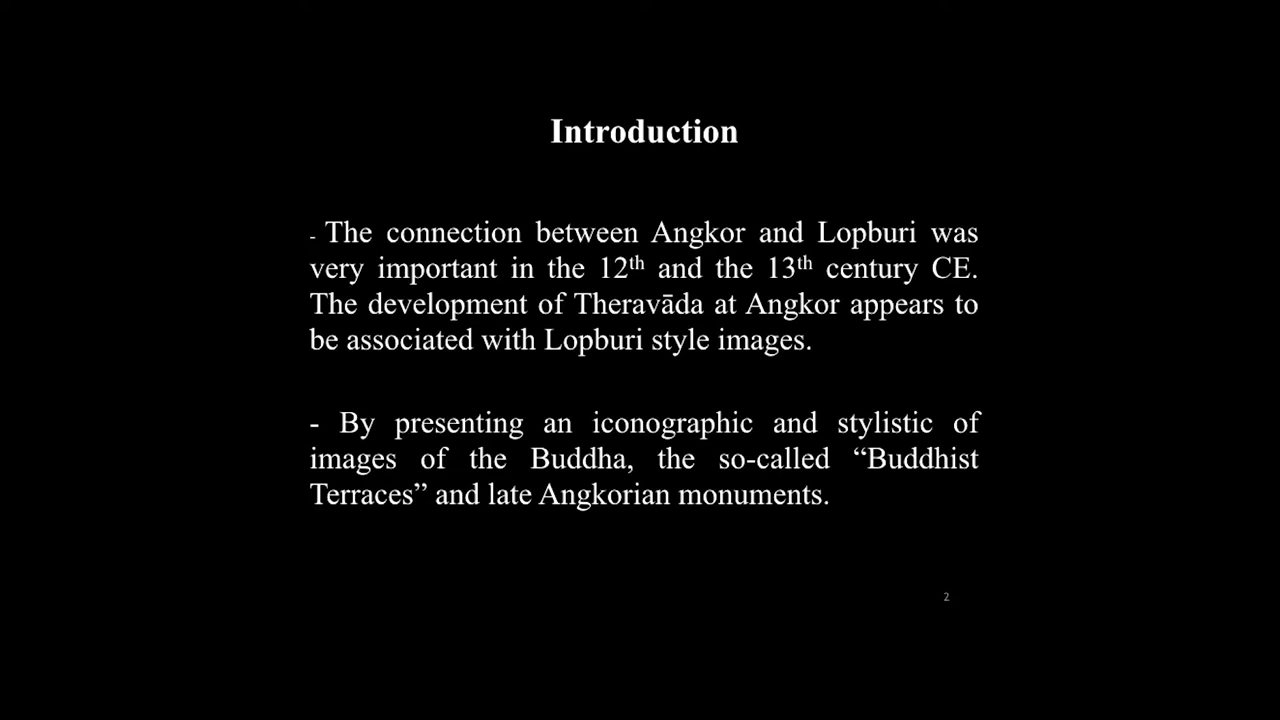 Introduction
- The connection between Angkor and Lopburi was
very important in the 12th and the 13th century CE.
The development of Theravāda at Angkor appears to
be associated with Lopburi style images.
- By presenting an iconographic and stylistic of
images of the Buddha, the so-called “Buddhist
Terraces” and late Angkorian monuments.
2